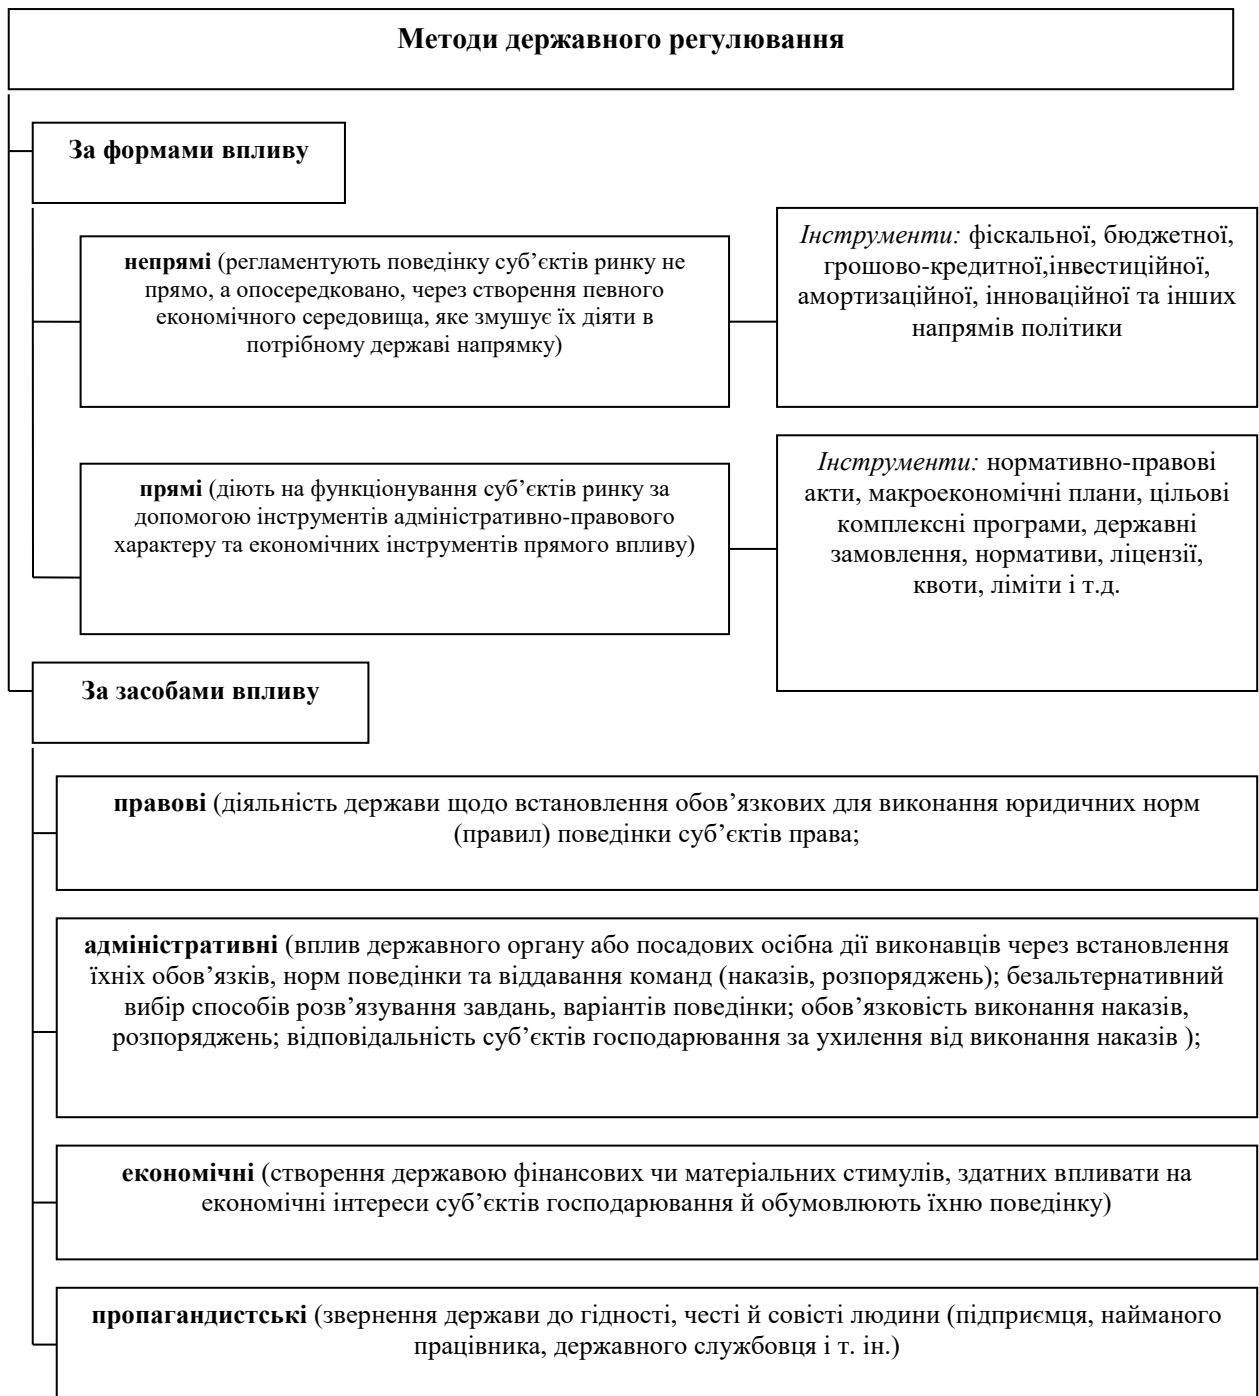 Методи державного регулювання
За формами впливу
непрямі (регламентують поведінку суб’єктів ринку не
прямо, а опосередковано, через створення певного
економічного середовища, яке змушує їх діяти в
потрібному державі напрямку)
Інструменти: фіскальної, бюджетної,
грошово-кредитної,інвестиційної,
амортизаційної, інноваційної та інших
напрямів політики
прямі (діють на функціонування суб’єктів ринку за
допомогою інструментів адміністративно-правового
характеру та економічних інструментів прямого впливу)
Інструменти: нормативно-правові
акти, макроекономічні плани, цільові
комплексні програми, державні
замовлення, нормативи, ліцензії,
квоти, ліміти і т.д.
За засобами впливу
правові (діяльність держави щодо встановлення обов’язкових для виконання юридичних норм
(правил) поведінки суб’єктів права;
адміністративні (вплив державного органу або посадових осібна дії виконавців через встановлення
їхніх обов’язків, норм поведінки та віддавання команд (наказів, розпоряджень); безальтернативний
вибір способів розв’язування завдань, варіантів поведінки; обов’язковість виконання наказів,
розпоряджень; відповідальність суб’єктів господарювання за ухилення від виконання наказів );
економічні (створення державою фінансових чи матеріальних стимулів, здатних впливати на
економічні інтереси суб’єктів господарювання й обумовлюють їхню поведінку)
пропагандистські (звернення держави до гідності, честі й совісті людини (підприємця, найманого
працівника, державного службовця і т. ін.)